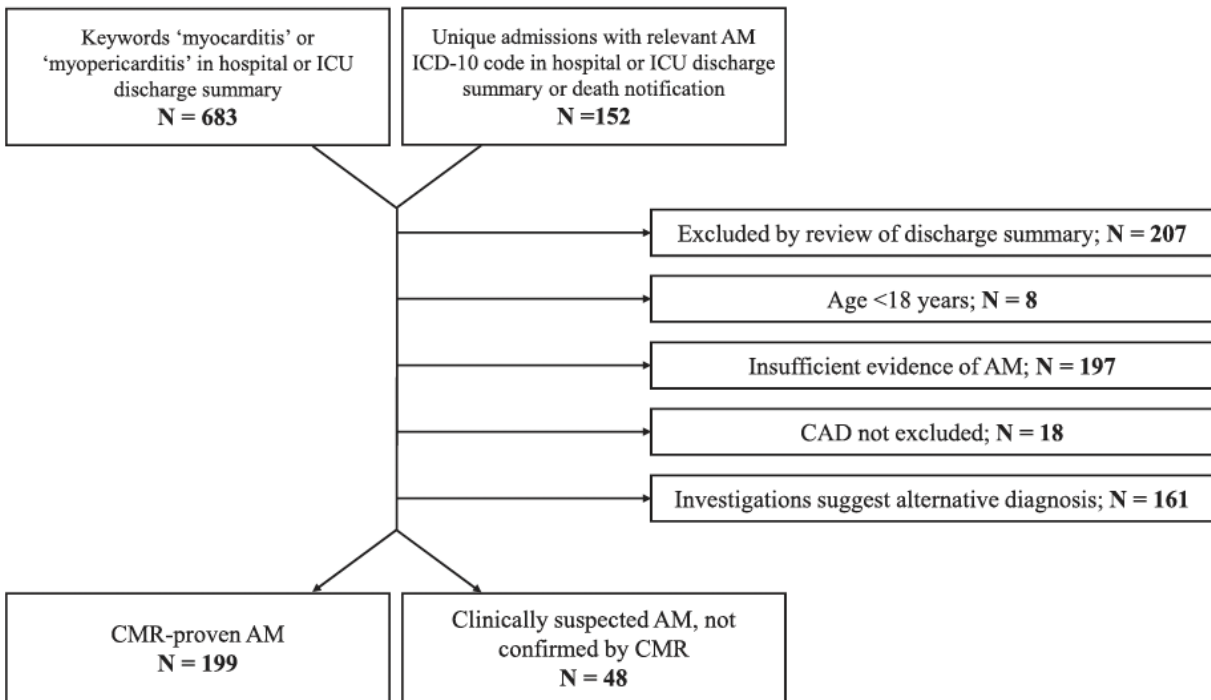 Keywords ‘myocarditis’ or
‘myopericarditis’ in hospital or ICU
discharge summary
N = 683
Unique admissions with relevant AM
ICD-10 code in hospital or ICU discharge
summary or death notification
N =152
Excluded by review of discharge summary; N = 207
Age <18 years; N = 8
Insufficient evidence of AM; N = 197
CAD not excluded; N = 18
Investigations suggest alternative diagnosis; N = 161
CMR-proven AM
N = 199
Clinically suspected AM, not
confirmed by CMR
N = 48